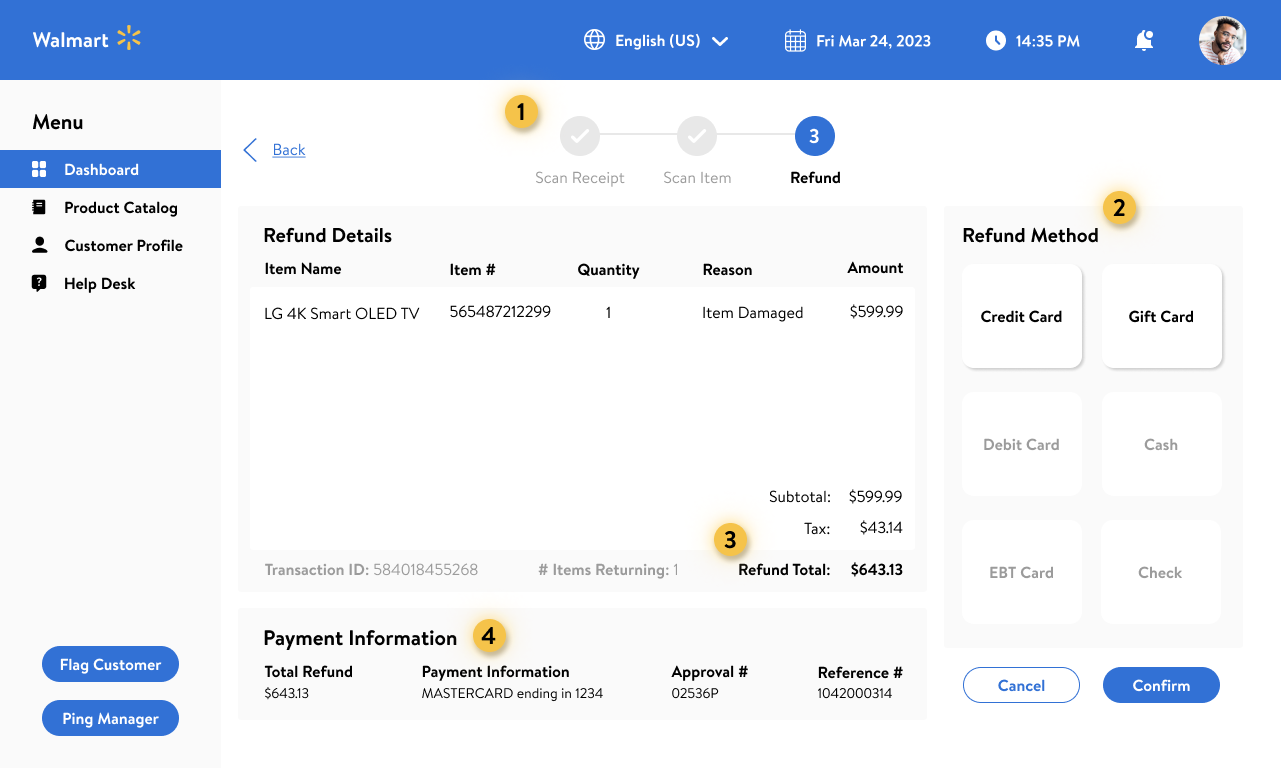 Walmart
English (US)
Fri Mar 24, 2023
14:35 PM
Menu
Dashboard
Product Catalog
Customer Profile
Help Desk
Flag Customer
Ping Manager
Back
1
3
Scan Receipt
Scan Item
Refund
Refund Details
Item Name Item # Quantity Reason Amount
LG 4K Smart OLED TV 565487212299 1 Item Damaged $599.99
Subtotal: $599.99
Tax: $43.14
3
Transaction ID: 584018455268 # Items Returning: 1 Refund Total: $643.13
Payment Information 4
Total Refund Payment Information Approval # Reference #
$643.13 MASTERCARD ending in 1234 02536P 1042000314
2
Refund Method
Credit Card Gift Card
Debit Card Cash
EBT Card Check
Cancel Confirm